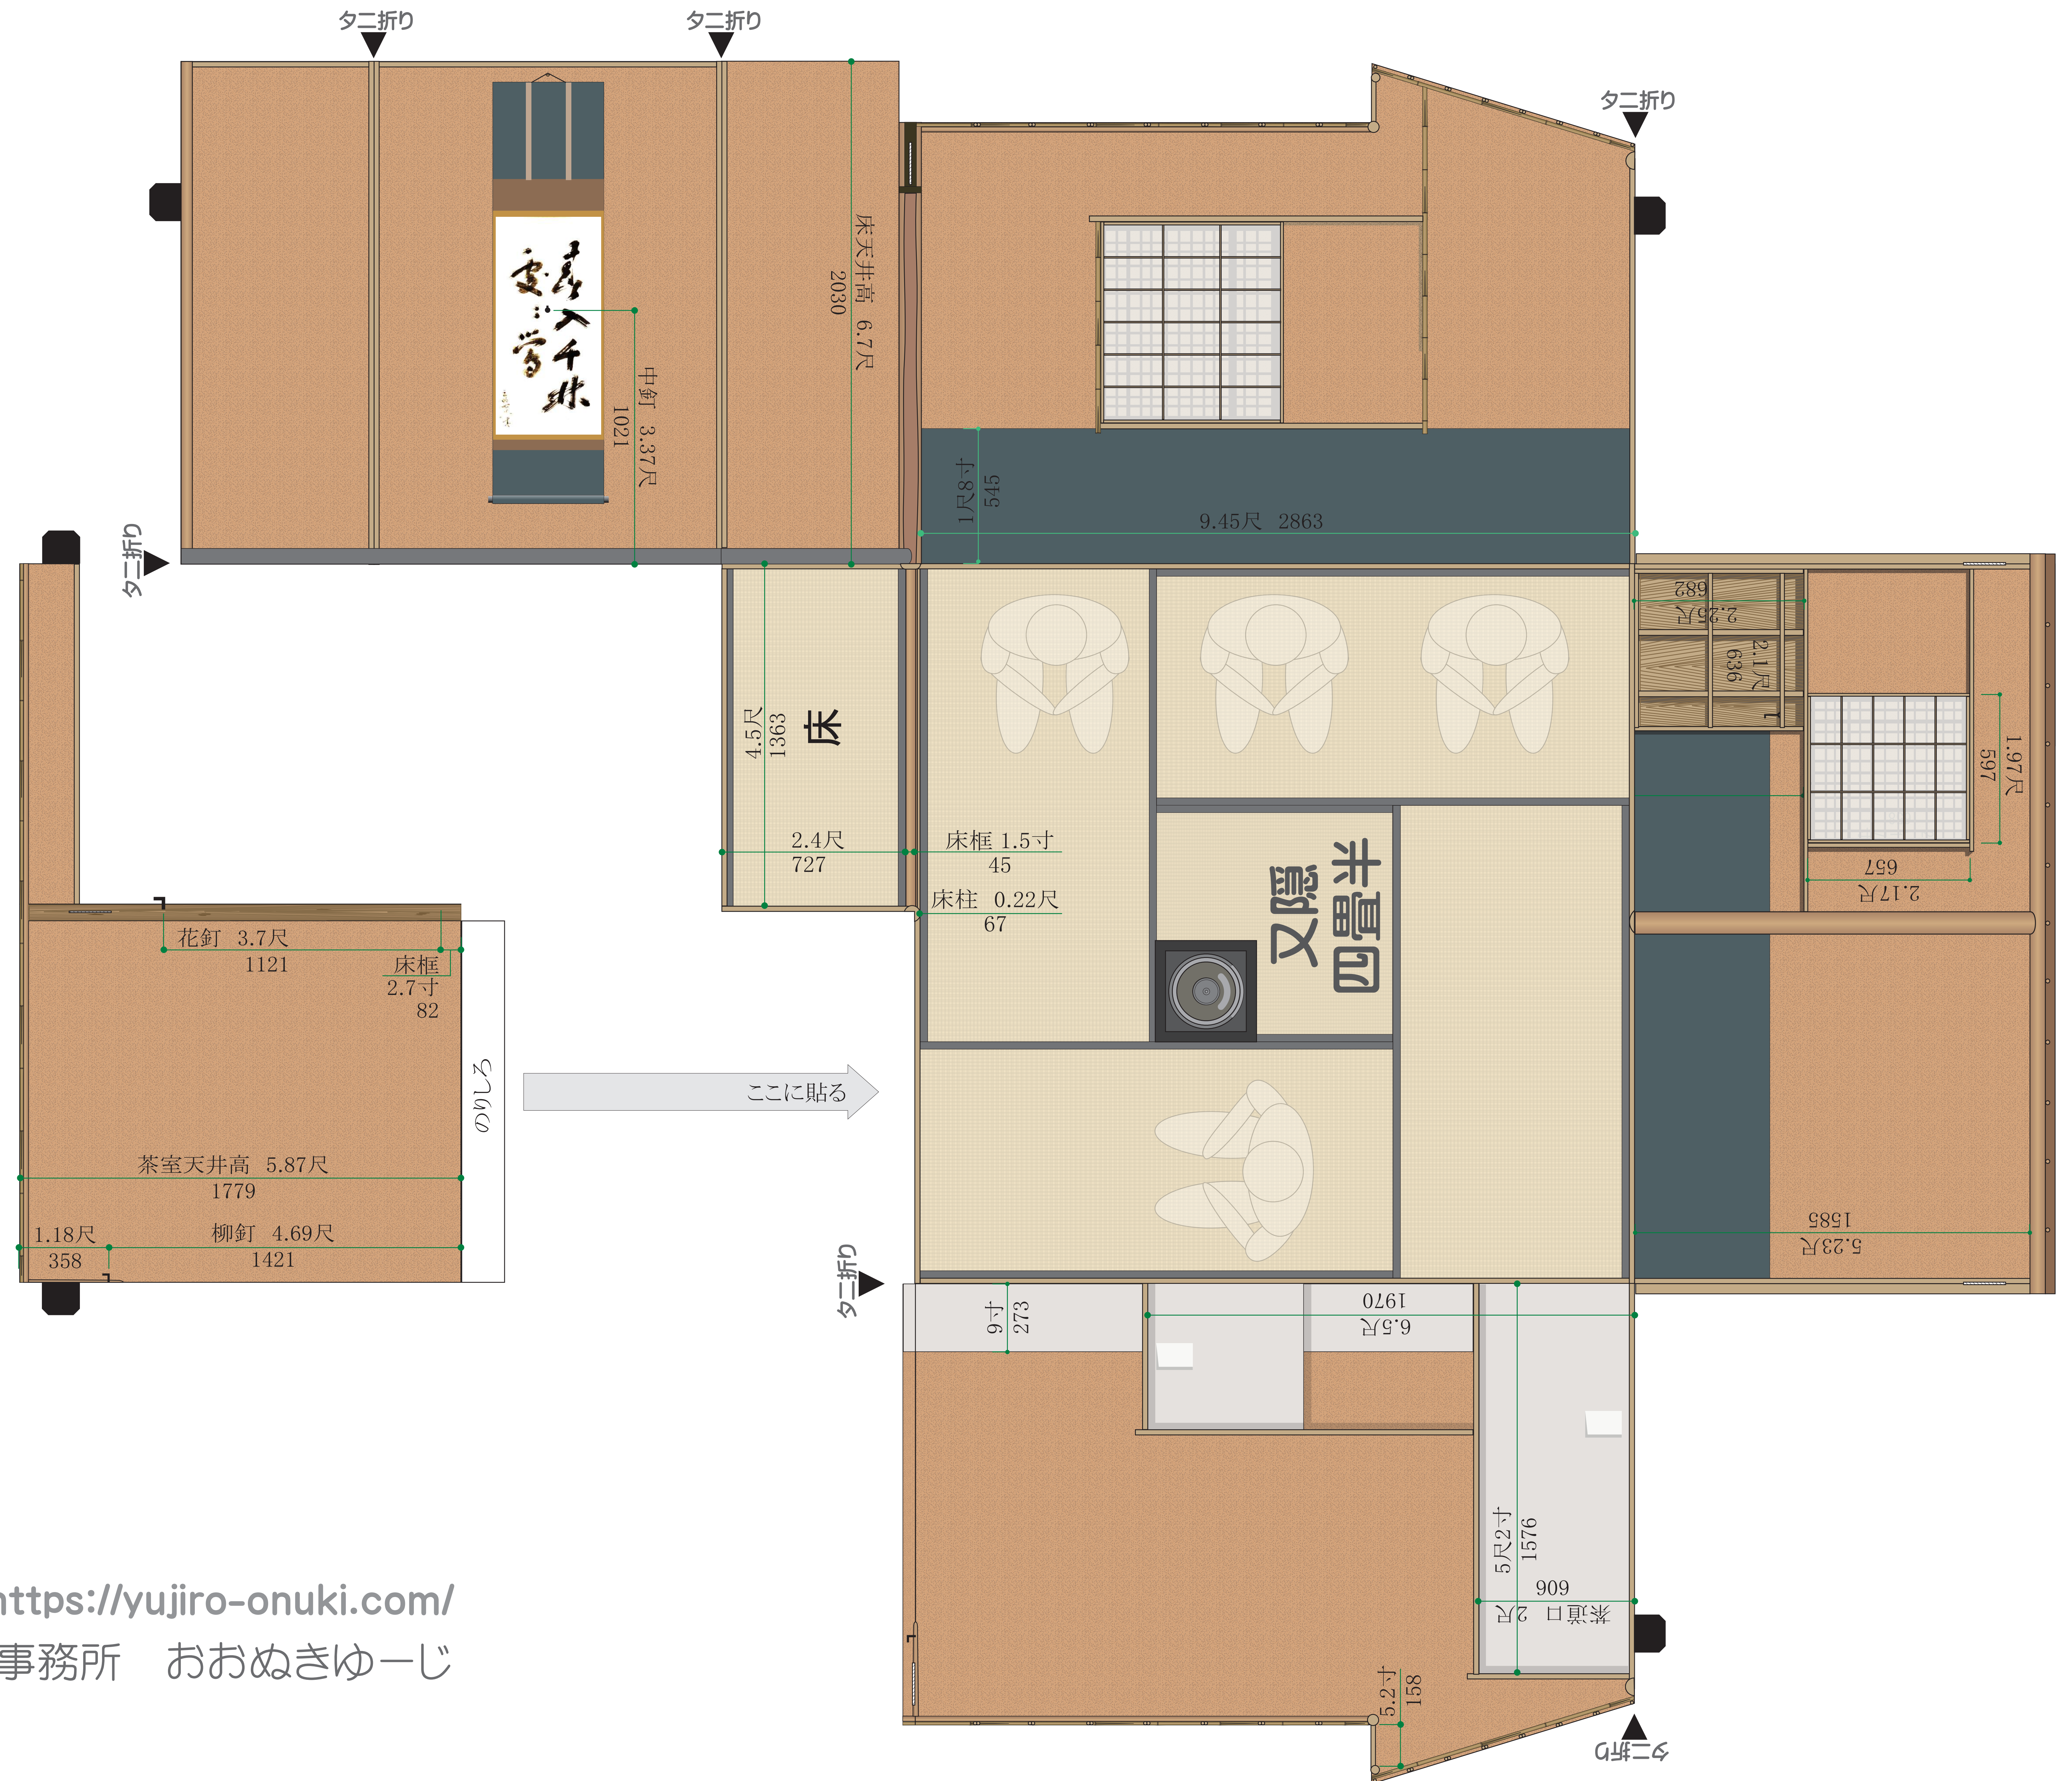 タニ折り
タニ折り
タニ折り
タニ折り
床天井高 6.7尺
2030
中釘 3.37尺
1021
春入千林
処々鶯
1尺8寸
545
9.45尺 2863
682
2.25尺
2.1尺
636
1.97尺
597
657
2.17尺
4.5尺
1363
床
2.4尺
727
床框 1.5寸
45
床柱 0.22尺
67
又隠
四畳半
花釘 3.7尺
1121
床框
2.7寸
82
のりしろ
ここに貼る
茶室天井高 5.87尺
1779
1.18尺
358
柳釘 4.69尺
1421
1585
5.23尺
タニ折り
9寸
273
1970
6.5尺
5尺2寸
1576
606
茶道口 2尺
5.2寸
158
タニ折り
https://yujiro-onuki.com/
事務所 おおぬきゆーじ